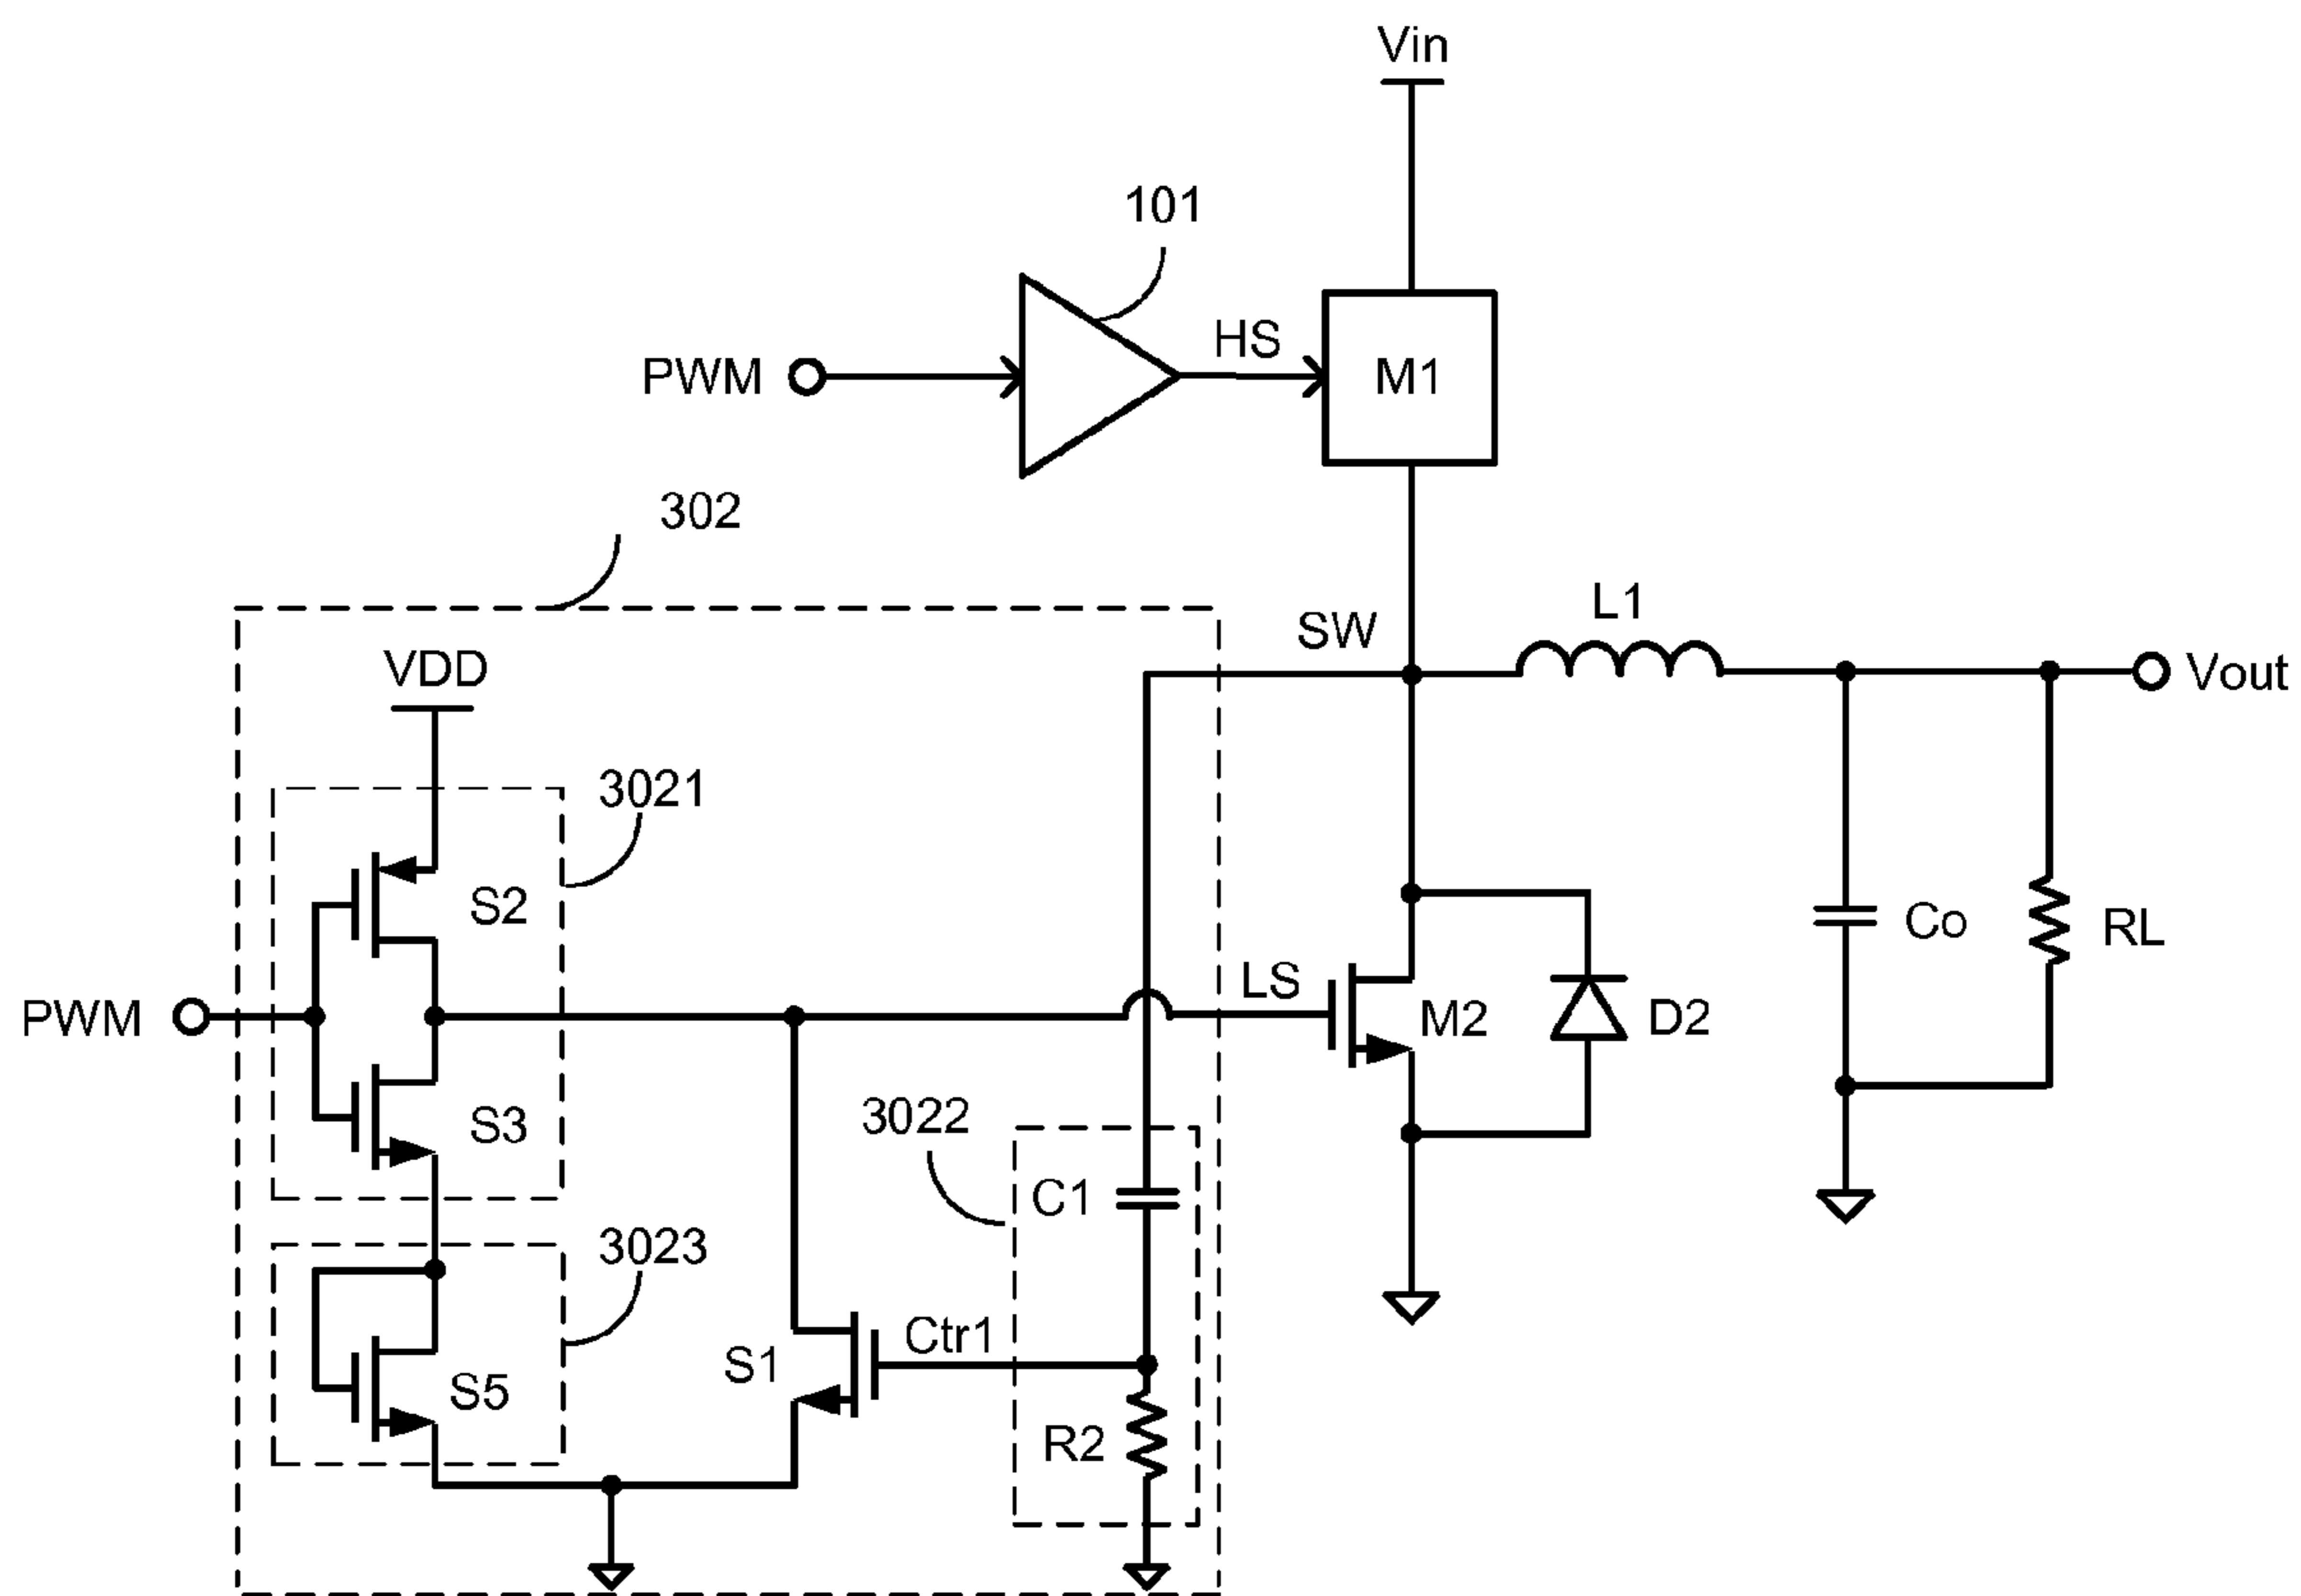 Vin
101
PWM
HS
M1
302
SW
L1
Vout
VDD
3021
S2
Co
RL
PWM
LS
M2
D2
S3
3022
C1
3023
Ctr1
S1
S5
R2